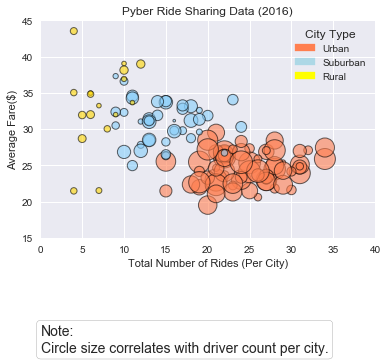 Pyber Ride Sharing Data (2016)
45
40
35
30
25
20
15
Average Fare($)
City Type
Urban
Suburban
Rural
0
5
10
15
20
25
30
35
40
Total Number of Rides (Per City)
Note:
Circle size correlates with driver count per city.